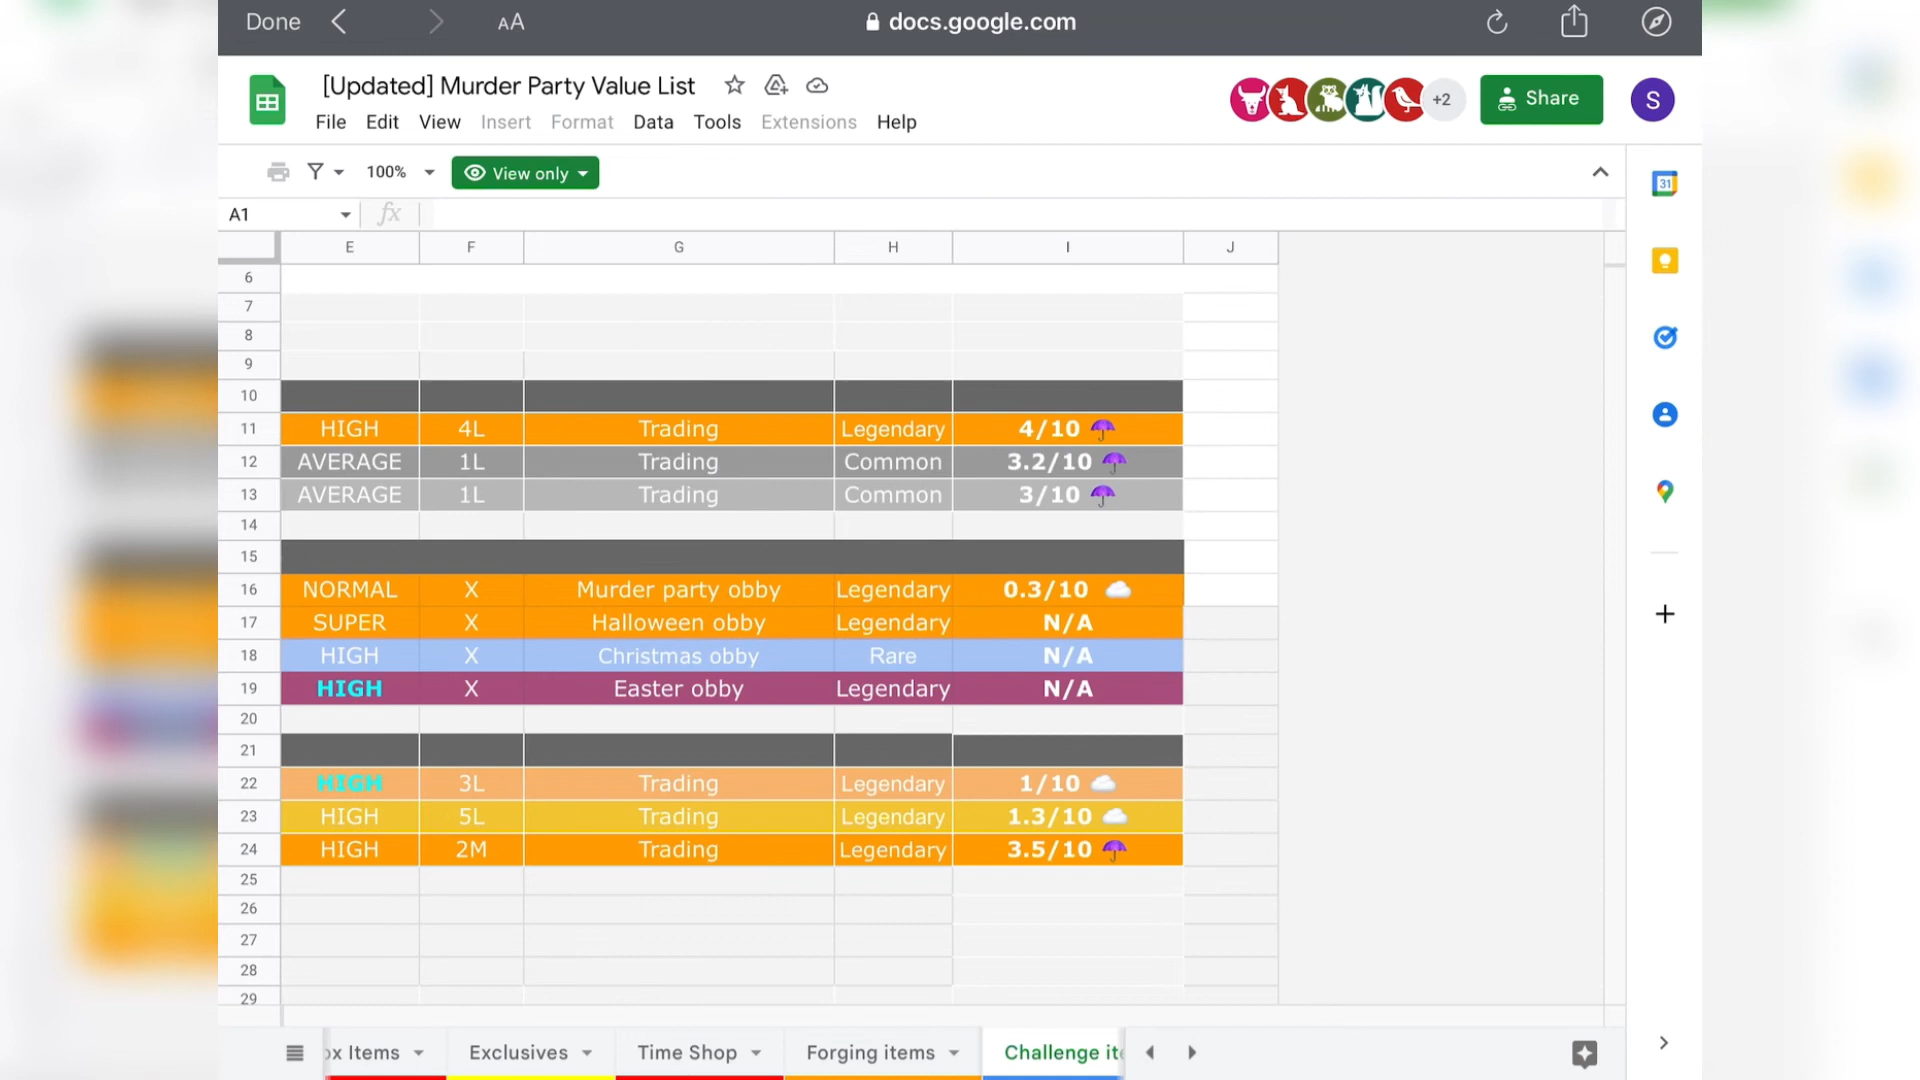 Done AA docs.google.com
[Updated] Murder Party Value List
+2 Share S
File Edit View Insert Format Data Tools Extensions Help
100% View only
31
A1 fx
E F G H I J
6
7
8
9
10
11 HIGH 4L Trading Legendary 4/10 ☂
12 AVERAGE 1L Trading Common 3.2/10 ☂
13 AVERAGE 1L Trading Common 3/10 ☂
14
15
16 NORMAL X Murder party obby Legendary 0.3/10 ☁
17 SUPER X Halloween obby Legendary N/A
18 HIGH X Christmas obby Rare N/A
19 HIGH X Easter obby Legendary N/A
20
21
22 HIGH 3L Trading Legendary 1/10 ☁
23 HIGH 5L Trading Legendary 1.3/10 ☁
24 HIGH 2M Trading Legendary 3.5/10 ☂
25
26
27
28
29
ox Items Exclusives Time Shop Forging items Challenge ite